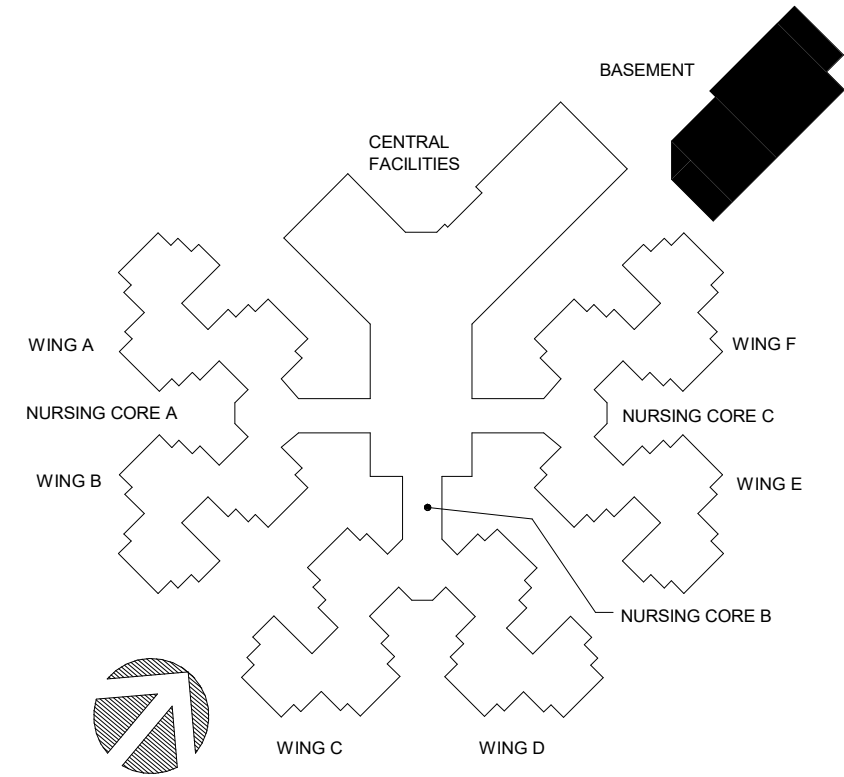 BASEMENT
CENTRAL
FACILITIES
WING A
WING F
NURSING CORE A
NURSING CORE C
WING B
WING E
NURSING CORE B
WING C
WING D